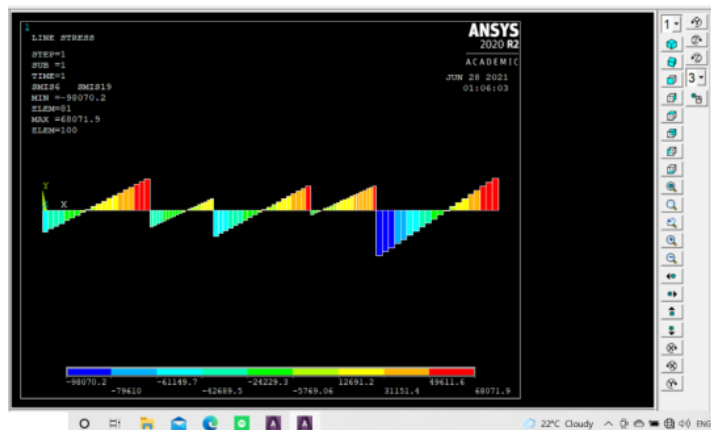 1
LINE STRESS
STEP=1
SUB =1
TIME=1
SMIS6 SMIS19
MIN =-98070.2
ELEM=81
MAX =68071.9
ELEM=100
ANSYS
2020 R2
ACADEMIC
JUN 28 2021
01:06:03
Y
X
-98070.2 -61149.7 -24229.3 12691.2 49611.6
-79610 -42689.5 -5769.06 31151.4 68071.9
1
3
22°C Cloudy
ENG